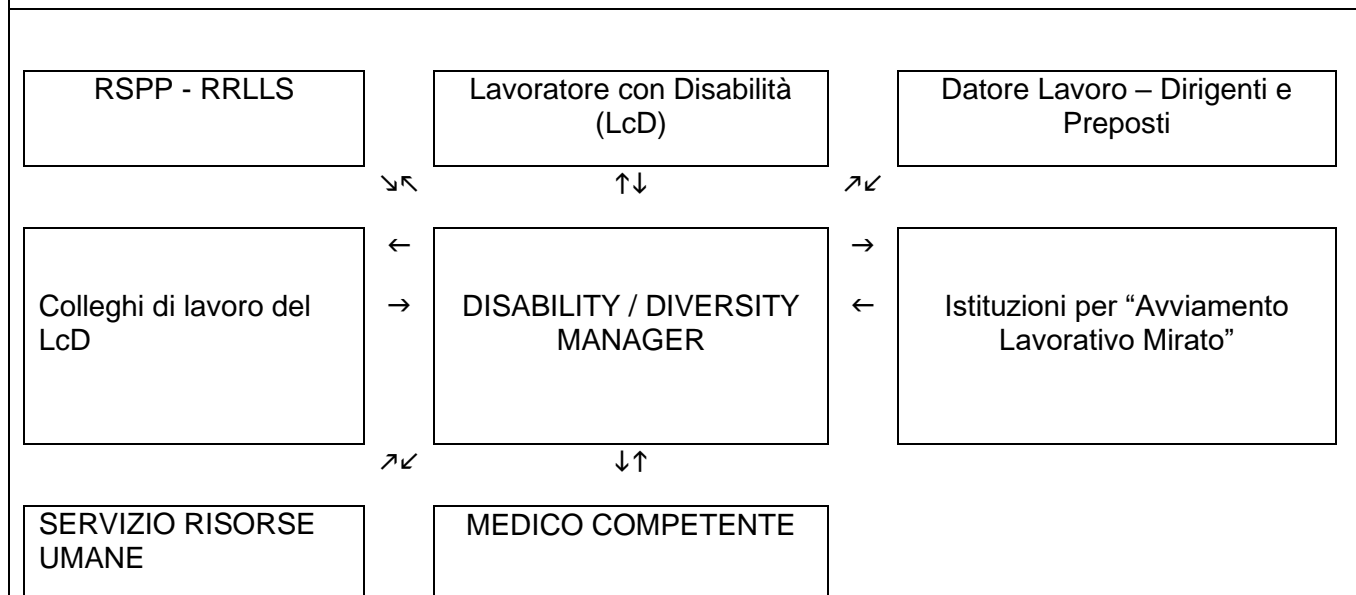 RSPP - RRLLS
Lavoratore con Disabilità
(LcD)
Datore Lavoro – Dirigenti e
Preposti
↘↖ ↑↓ ↗↙
← →
Colleghi di lavoro del
LcD
→ DISABILITY / DIVERSITY
MANAGER
← Istituzioni per “Avviamento
Lavorativo Mirato”
↗↙ ↓↑
SERVIZIO RISORSE
UMANE
MEDICO COMPETENTE